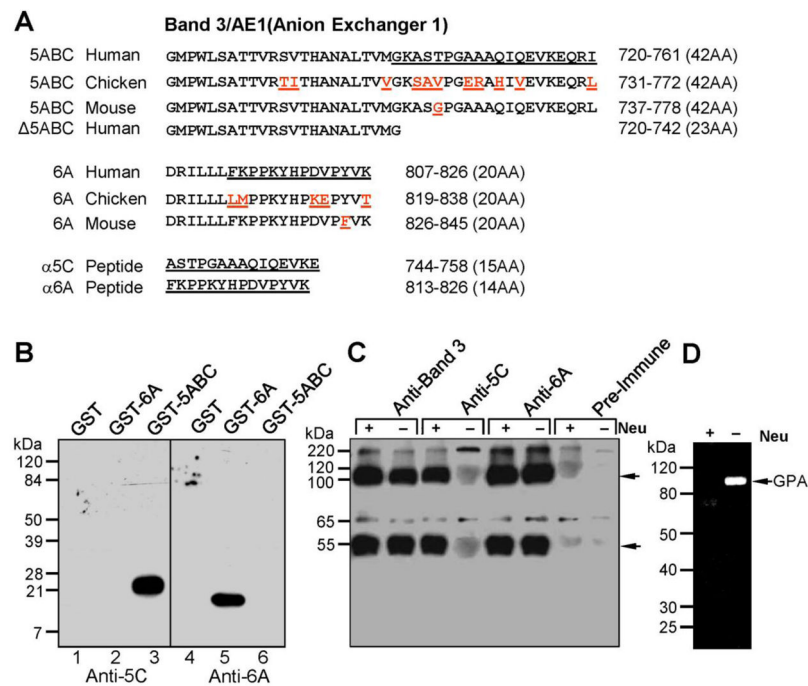 A
Band 3/AE1(Anion Exchanger 1)
5ABC Human GMPWLSATTVRSVTHANALTVMGKASTPGAAAQIQEVKEQRI 720-761 (42AA)
5ABC Chicken GMPWLSATTVRTITHANALTVVGKSAVPGERAHIVEVKEQRL 731-772 (42AA)
5ABC Mouse GMPWLSATTVRSVTHANALTVMGKASGPGAAAQIQEVKEQRL 737-778 (42AA)
Δ5ABC Human GMPWLSATTVRSVTHANALTVMG 720-742 (23AA)
6A Human DRILLLFKPPKYHPDVPYVK 807-826 (20AA)
6A Chicken DRILLLLMPPKYHPKEPYVT 819-838 (20AA)
6A Mouse DRILLLFKPPKYHPDVPFVK 826-845 (20AA)
α5C Peptide ASTPGAAAQIQEVKE 744-758 (15AA)
α6A Peptide FKPPKYHPDVPYVK 813-826 (14AA)
B
GST GST-6A GST-5ABC GST GST-6A GST-5ABC
kDa
120
84
50
39
28
21
7
1 2 3 4 5 6
Anti-5C Anti-6A
C
Anti-Band 3 Anti-5C Anti-6A Pre-Immune
+ − + − + − + − Neu
kDa
220
120
100
65
55
D
+ − Neu
kDa
120
80
50
40
30
25
GPA